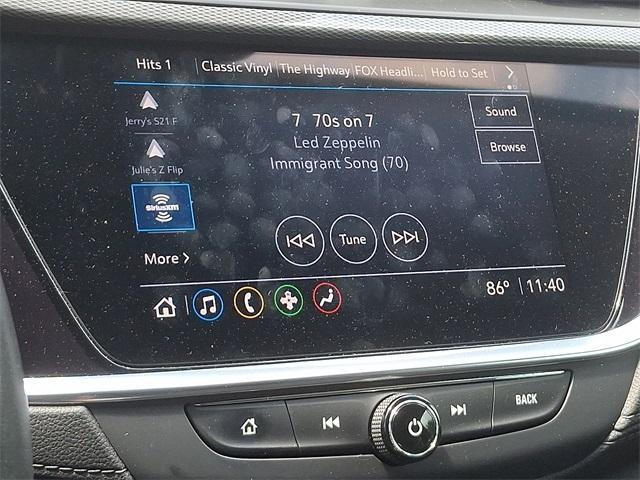 Hits 1 Classic Vinyl The Highway FOX Headli... Hold to Set
Jerry's S21 F
7 70s on 7
Sound
Led Zeppelin
Immigrant Song (70)
Browse
Julie's Z Flip
SiriusXM
Tune
More
86° 11:40
BACK